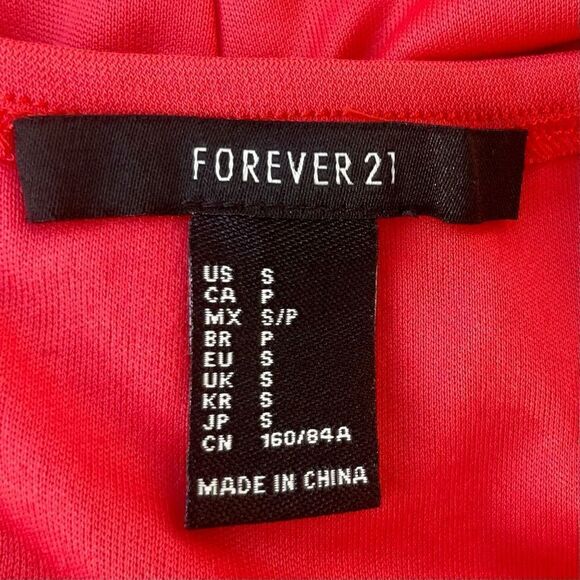 FOREVER 21
US S
CA P
MX S/P
BR P
EU S
UK S
KR S
JP S
CN 160/84A
MADE IN CHINA